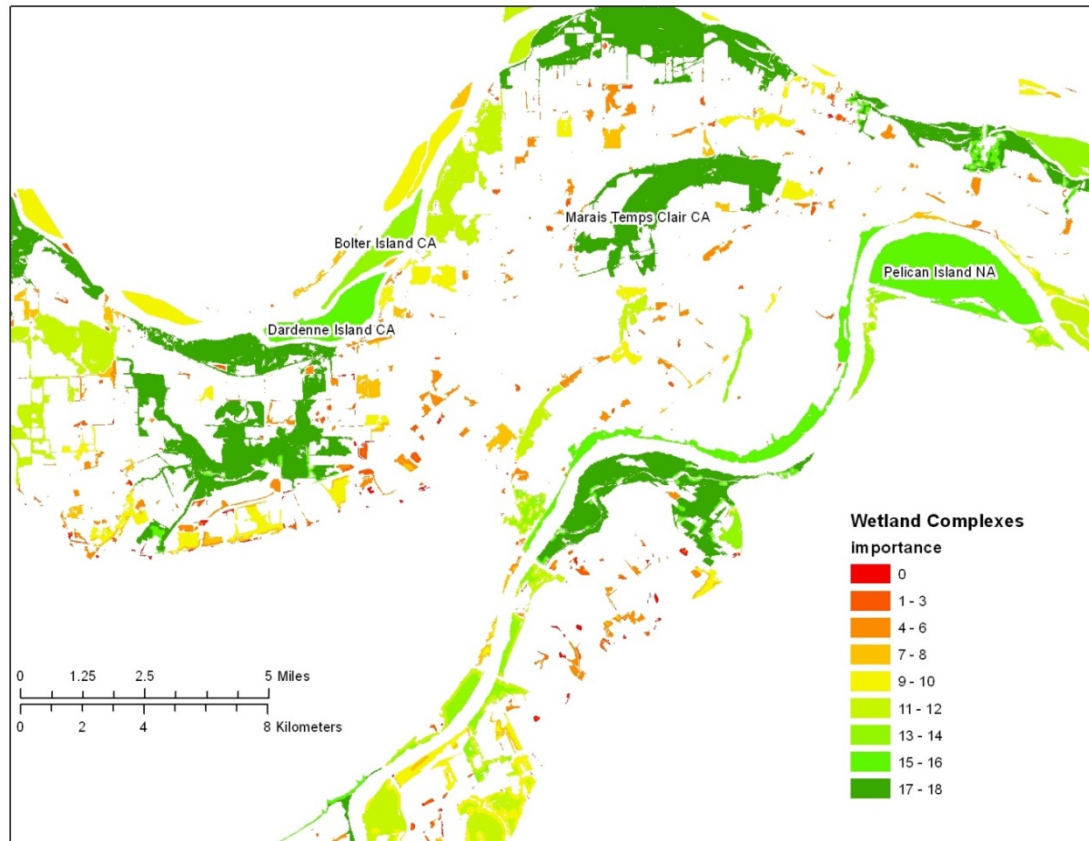 Marais Temps Clair CA
Bolter Island CA
Pelican Island NA
Dardenne Island CA
Wetland Complexes
importance
0
1 - 3
4 - 6
7 - 8
9 - 10
11 - 12
13 - 14
15 - 16
17 - 18
0 1.25 2.5 5 Miles
0 2 4 8 Kilometers